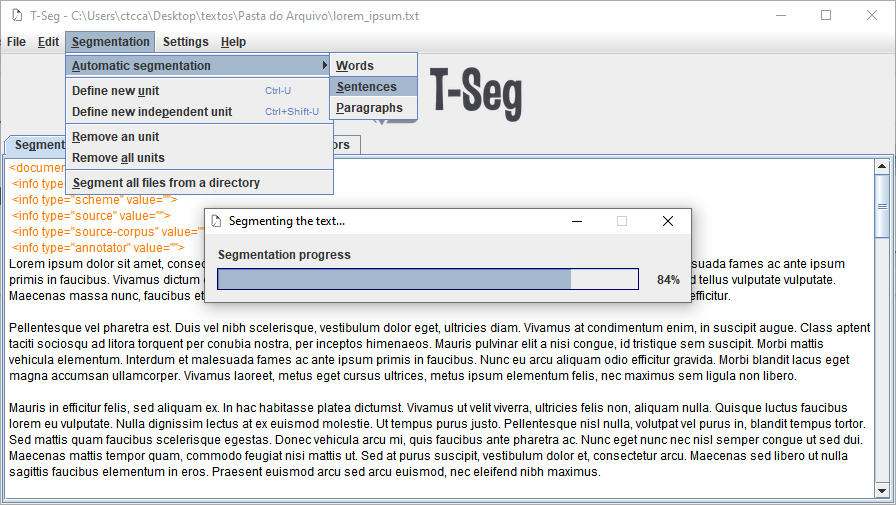 T-Seg - C:\Users\ctcca\Desktop\textos\Pasta do Arquivo\lorem_ipsum.txt
File Edit Segmentation Settings Help
Automatic segmentation
Words
Sentences
Paragraphs
Define new unit Ctrl-U
Define new independent unit Ctrl+Shift-U
Remove an unit
Remove all units
Segment all files from a directory
T-Seg
Segment
ors
<documen
<info type=
<info type="scheme" value="">
<info type="source" value="">
<info type="source-corpus" value=""
<info type="annotator" value="">
Segmenting the text...
Segmentation progress
84%
Lorem ipsum dolor sit amet, consec suada fames ac ante ipsum
primis in faucibus. Vivamus dictum d tellus vulputate vulputate.
Maecenas massa nunc, faucibus et efficitur.
Pellentesque vel pharetra est. Duis vel nibh scelerisque, vestibulum dolor eget, ultricies diam. Vivamus at condimentum enim, in suscipit augue. Class aptent
taciti sociosqu ad litora torquent per conubia nostra, per inceptos himenaeos. Mauris pulvinar elit a nisi congue, id tristique sem suscipit. Morbi mattis
vehicula elementum. Interdum et malesuada fames ac ante ipsum primis in faucibus. Nunc eu arcu aliquam odio efficitur gravida. Morbi blandit lacus eget
magna accumsan ullamcorper. Vivamus laoreet, metus eget cursus ultrices, metus ipsum elementum felis, nec maximus sem ligula non libero.
Mauris in efficitur felis, sed aliquam ex. In hac habitasse platea dictumst. Vivamus ut velit viverra, ultricies felis non, aliquam nulla. Quisque luctus faucibus
lorem eu vulputate. Nulla dignissim lectus at ex euismod molestie. Ut tempus purus justo. Pellentesque nisl nulla, volutpat vel purus in, blandit tempus tortor.
Sed mattis quam faucibus scelerisque egestas. Donec vehicula arcu mi, quis faucibus ante pharetra ac. Nunc eget nunc nec nisl semper congue ut sed dui.
Maecenas mattis tempor quam, commodo feugiat nisi mattis ut. Sed at purus suscipit, vestibulum dolor et, consectetur arcu. Maecenas sed libero ut nulla
sagittis faucibus elementum in eros. Praesent euismod arcu sed arcu euismod, nec eleifend nibh maximus.